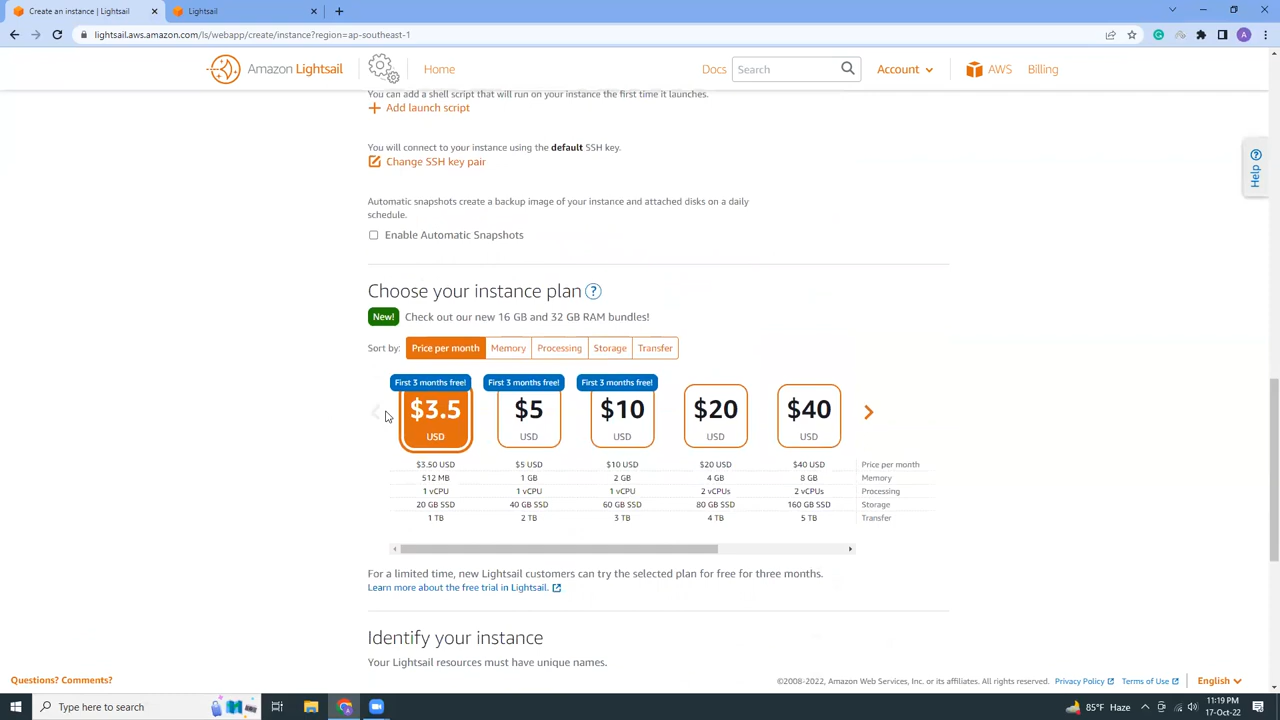 Amazon Lightsail
lightsail.aws.amazon.com/ls/webapp/create/instance?region=ap-southeast-1
Amazon Lightsail Home Docs Search Account AWS Billing
You can add a shell script that will run on your instance the first time it launches.
Add launch script
You will connect to your instance using the default SSH key.
Change SSH key pair
Automatic snapshots create a backup image of your instance and attached disks on a daily
schedule.
Enable Automatic Snapshots
Help
Choose your instance plan ?
New! Check out our new 16 GB and 32 GB RAM bundles!
Sort by: Price per month Memory Processing Storage Transfer
First 3 months free! First 3 months free! First 3 months free!
$3.5 $5 $10 $20 $40
USD USD USD USD USD
$3.50 USD $5 USD $10 USD $20 USD $40 USD Price per month
512 MB 1 GB 2 GB 4 GB 8 GB Memory
1 vCPU 1 vCPU 1 vCPU 2 vCPUs 2 vCPUs Processing
20 GB SSD 40 GB SSD 60 GB SSD 80 GB SSD 160 GB SSD Storage
1 TB 2 TB 3 TB 4 TB 5 TB Transfer
For a limited time, new Lightsail customers can try the selected plan for free for three months.
Learn more about the free trial in Lightsail.
Identify your instance
Your Lightsail resources must have unique names.
Questions? Comments? ©2008-2022, Amazon Web Services, Inc. or its affiliates. All rights reserved. Privacy Policy Terms of Use English
Type here to search 85°F Haze 11:19 PM
17-Oct-22